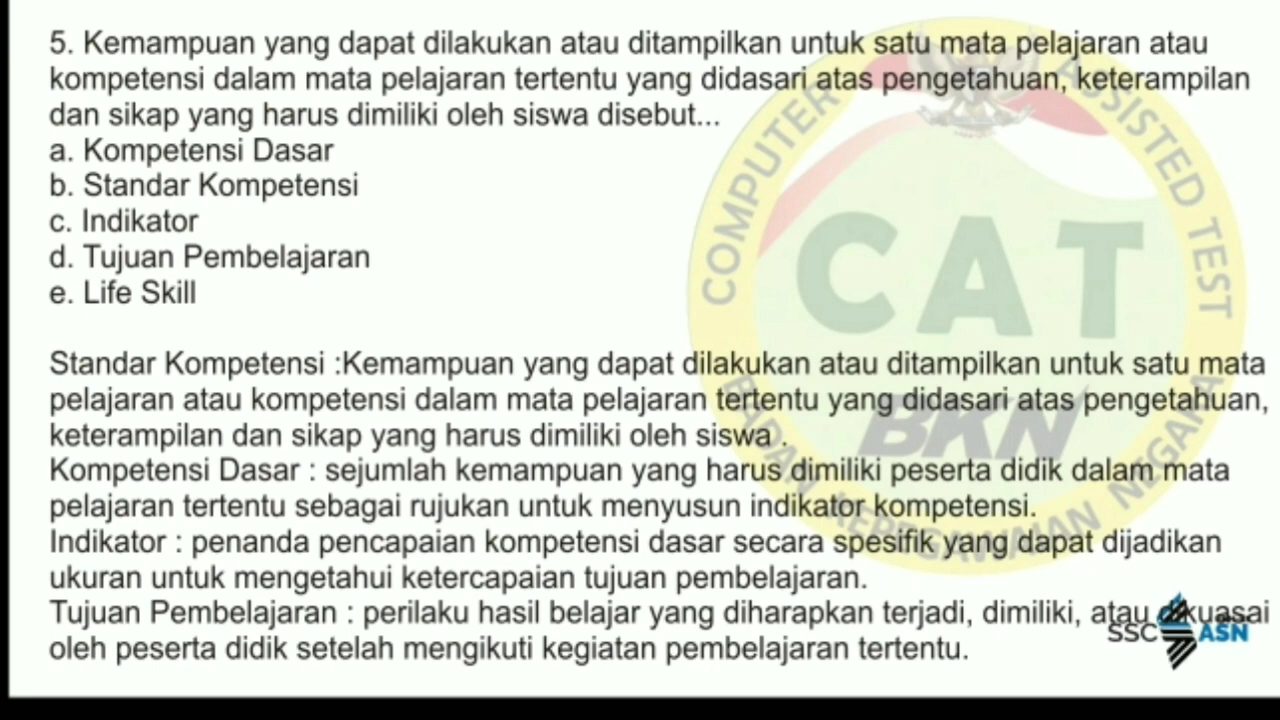 5. Kemampuan yang dapat dilakukan atau ditampilkan untuk satu mata pelajaran atau
kompetensi dalam mata pelajaran tertentu yang didasari atas pengetahuan, keterampilan
dan sikap yang harus dimiliki oleh siswa disebut...
a. Kompetensi Dasar
b. Standar Kompetensi
c. Indikator
d. Tujuan Pembelajaran
e. Life Skill
Standar Kompetensi :Kemampuan yang dapat dilakukan atau ditampilkan untuk satu mata
pelajaran atau kompetensi dalam mata pelajaran tertentu yang didasari atas pengetahuan,
keterampilan dan sikap yang harus dimiliki oleh siswa .
Kompetensi Dasar : sejumlah kemampuan yang harus dimiliki peserta didik dalam mata
pelajaran tertentu sebagai rujukan untuk menyusun indikator kompetensi.
Indikator : penanda pencapaian kompetensi dasar secara spesifik yang dapat dijadikan
ukuran untuk mengetahui ketercapaian tujuan pembelajaran.
Tujuan Pembelajaran : perilaku hasil belajar yang diharapkan terjadi, dimiliki, atau dikuasai
oleh peserta didik setelah mengikuti kegiatan pembelajaran tertentu.
COMPUTER ASSISTED TEST
CAT
BKN
BADAN KEPEGAWAIAN NEGARA
SSC ASN